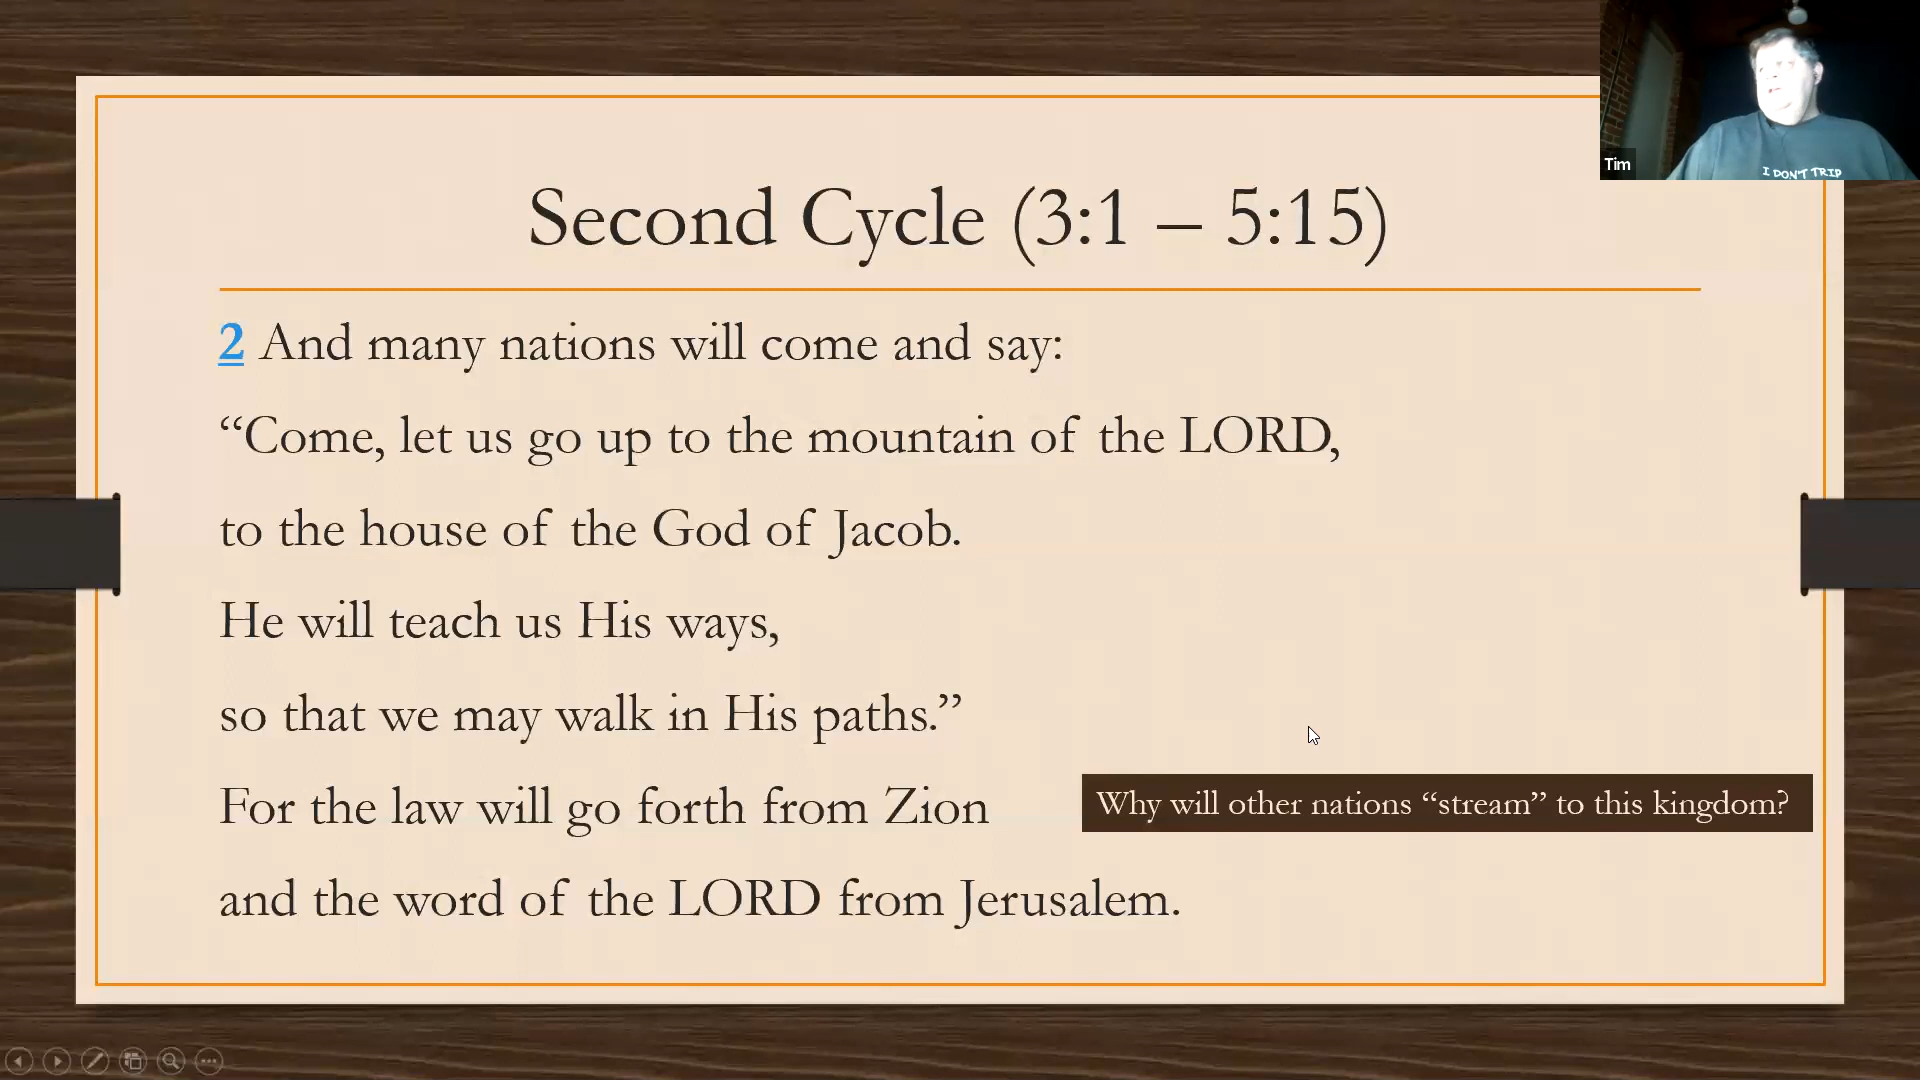 Second Cycle (3:1 – 5:15)
2 And many nations will come and say:
“Come, let us go up to the mountain of the LORD,
to the house of the God of Jacob.
He will teach us His ways,
so that we may walk in His paths.”
For the law will go forth from Zion
and the word of the LORD from Jerusalem.
Why will other nations “stream” to this kingdom?
Tim
I DON'T TRIP